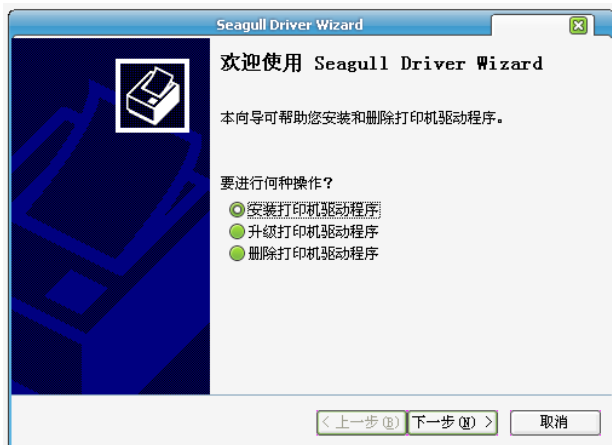 Seagull Driver Wizard
欢迎使用 Seagull Driver Wizard
本向导可帮助您安装和删除打印机驱动程序。
要进行何种操作?
安装打印机驱动程序
升级打印机驱动程序
删除打印机驱动程序
< 上一步(B) 下一步(N) > 取消